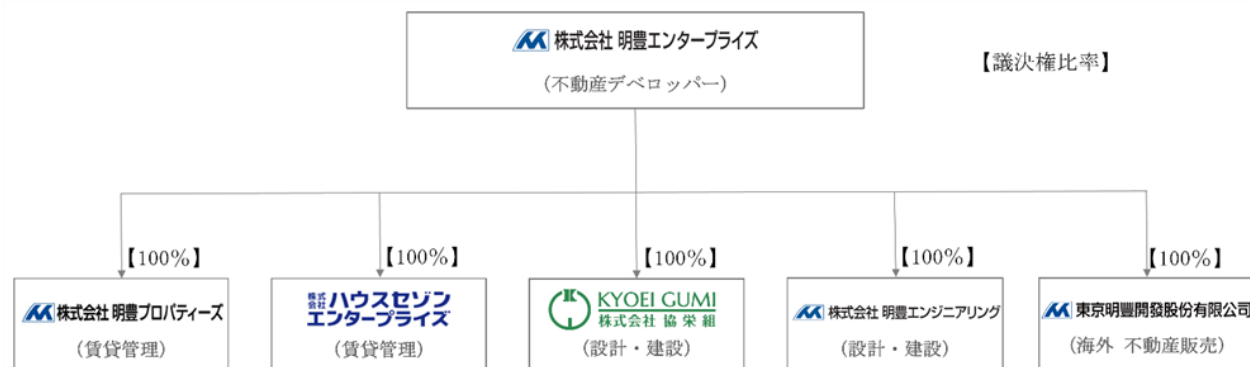 株式会社 明豊エンタープライズ
(不動産デベロッパー)
【議決権比率】
【100%】
【100%】
【100%】
【100%】
【100%】
株式会社 明豊プロパティーズ
(賃貸管理)
株式会社 ハウスセゾン
エンタープライズ
(賃貸管理)
KYOEI GUMI
株式会社 協栄組
(設計・建設)
株式会社 明豊エンジニアリング
(設計・建設)
東京明豐開發股份有限公司
(海外 不動産販売)